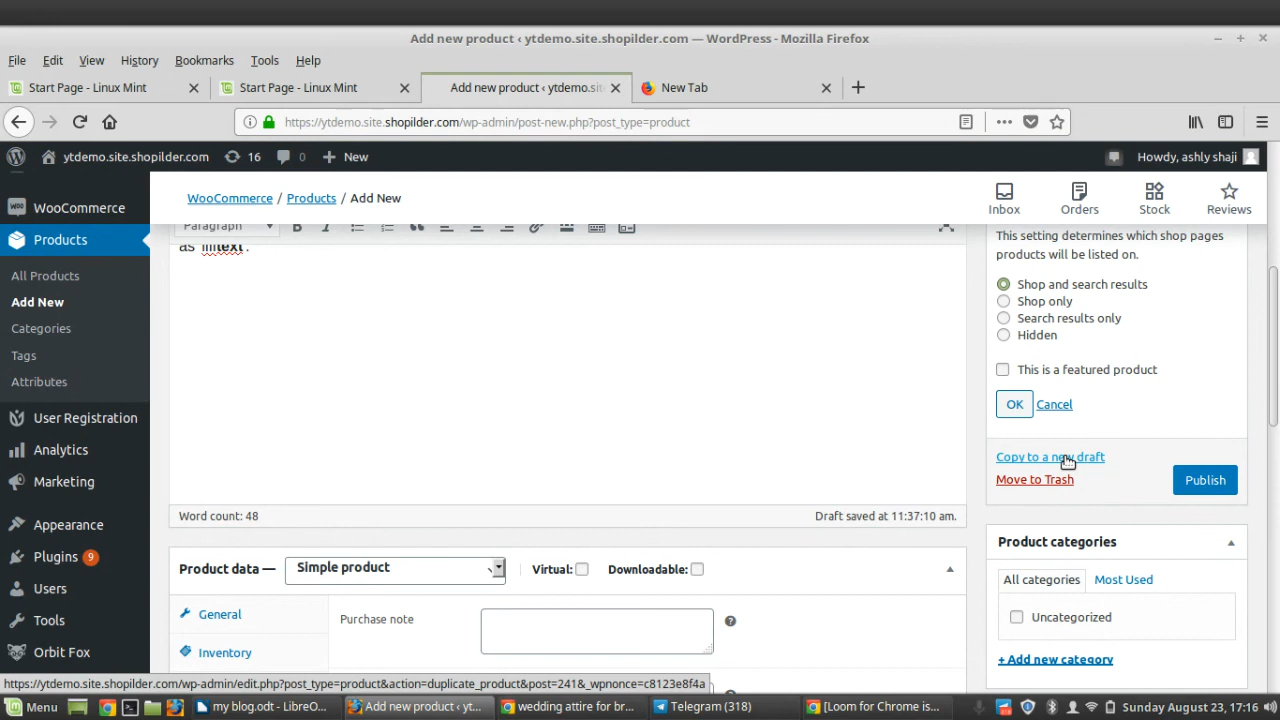 Add new product ‹ ytdemo.site.shopilder.com — WordPress - Mozilla Firefox
File Edit View History Bookmarks Tools Help
Start Page - Linux Mint
Start Page - Linux Mint
Add new product ‹ ytdemo.sit
New Tab
https://ytdemo.site.shopilder.com/wp-admin/post-new.php?post_type=product
ytdemo.site.shopilder.com 16 0 New
Howdy, ashly shaji
WooCommerce
Products
All Products
Add New
Categories
Tags
Attributes
User Registration
Analytics
Marketing
Appearance
Plugins 9
Users
Tools
Orbit Fox
WooCommerce / Products / Add New
Inbox Orders Stock Reviews
Paragraph
Word count: 48
Draft saved at 11:37:10 am.
Product data — Simple product Virtual: Downloadable:
General
Inventory
Purchase note
This setting determines which shop pages
products will be listed on.
Shop and search results
Shop only
Search results only
Hidden
This is a featured product
OK Cancel
Copy to a new draft
Move to Trash
Publish
Product categories
All categories Most Used
Uncategorized
+ Add new category
https://ytdemo.site.shopilder.com/wp-admin/edit.php?post_type=product&action=duplicate_product&post=241&_wpnonce=c8123e8f4a
Menu
my blog.odt - LibreO...
Add new product ‹ yt...
wedding attire for br...
Telegram (318)
[Loom for Chrome is...
Sunday August 23, 17:16